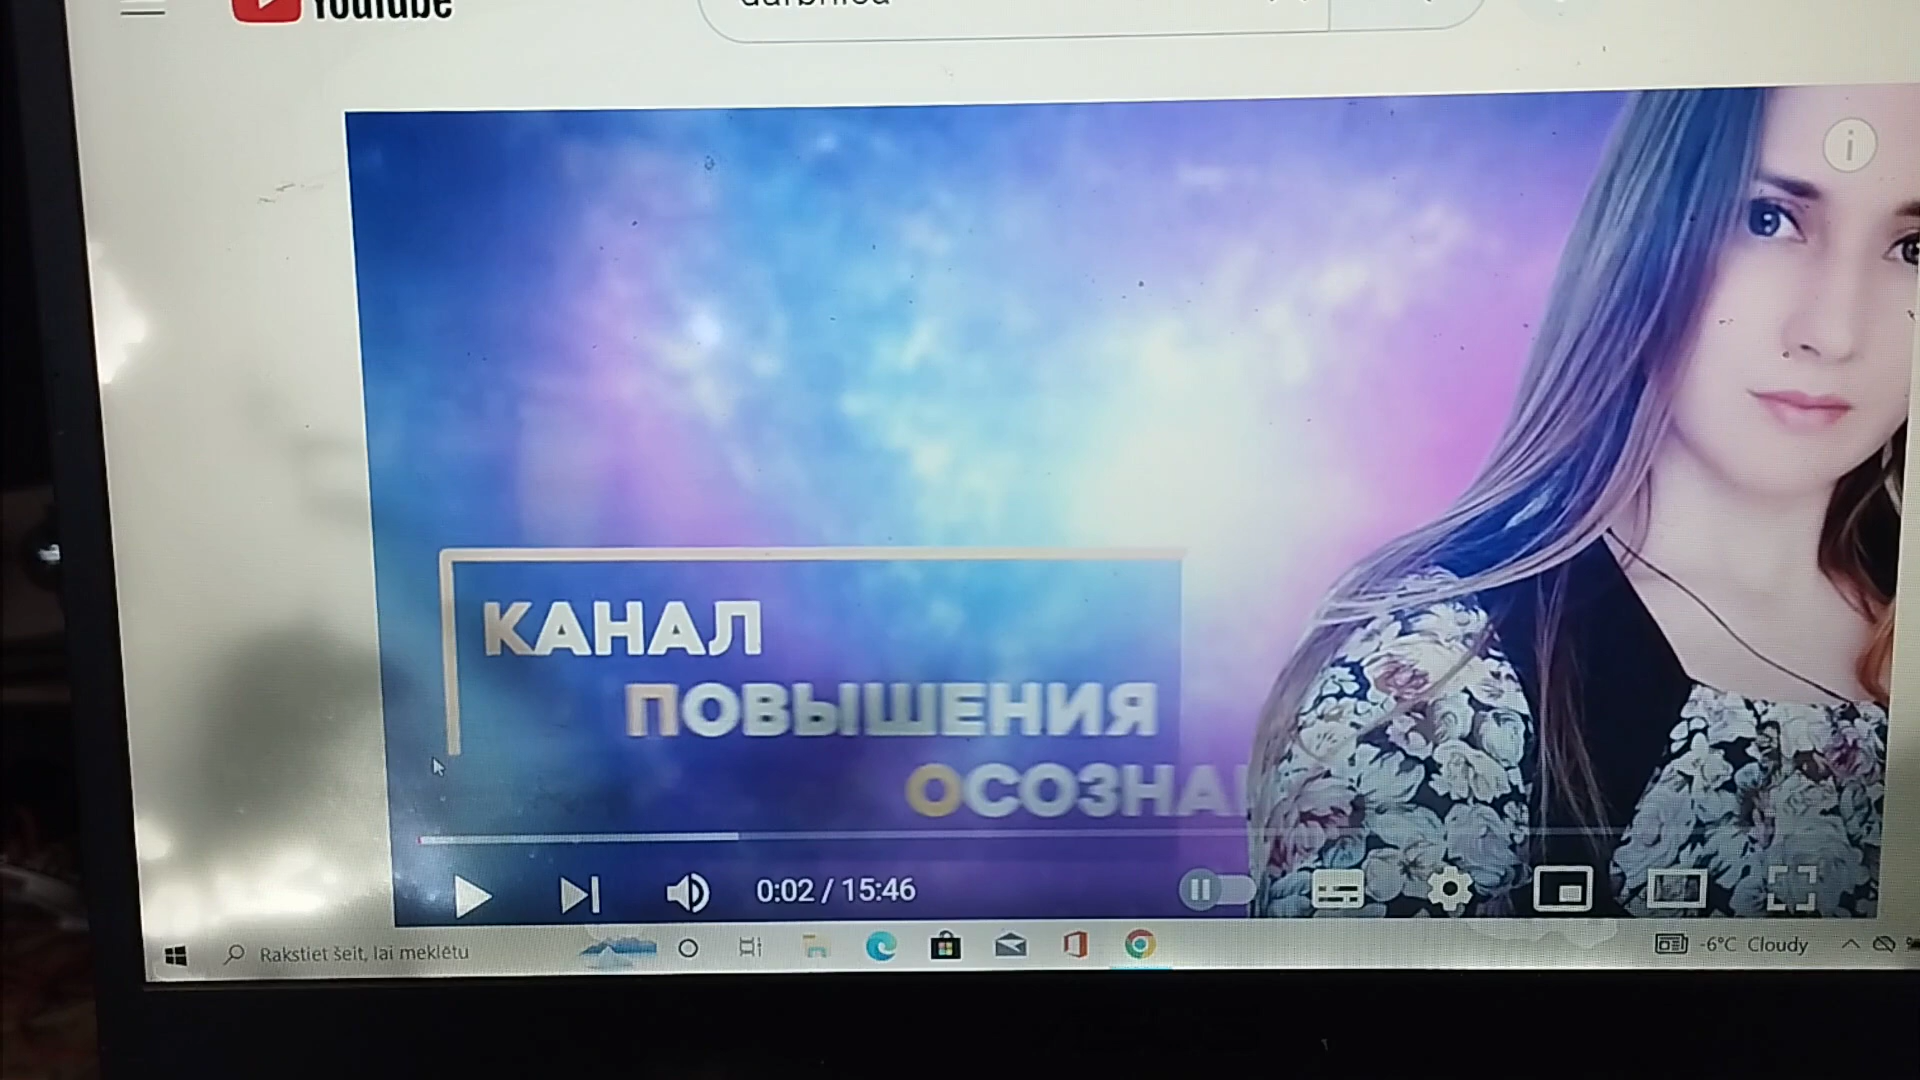 YouTube
КАНАЛ
ПОВЫШЕНИЯ
0:02 / 15:46
Rakstiet šeit, lai meklētu
-6°C Cloudy